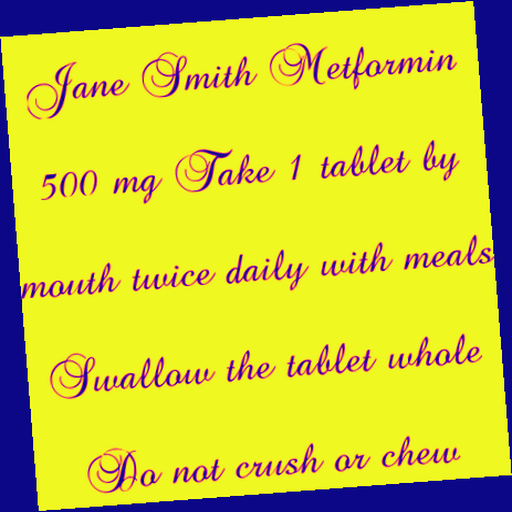 Jane Smith Metformin
500 mg Take 1 tablet by
mouth twice daily with meals
Swallow the tablet whole
Do not crush or chew